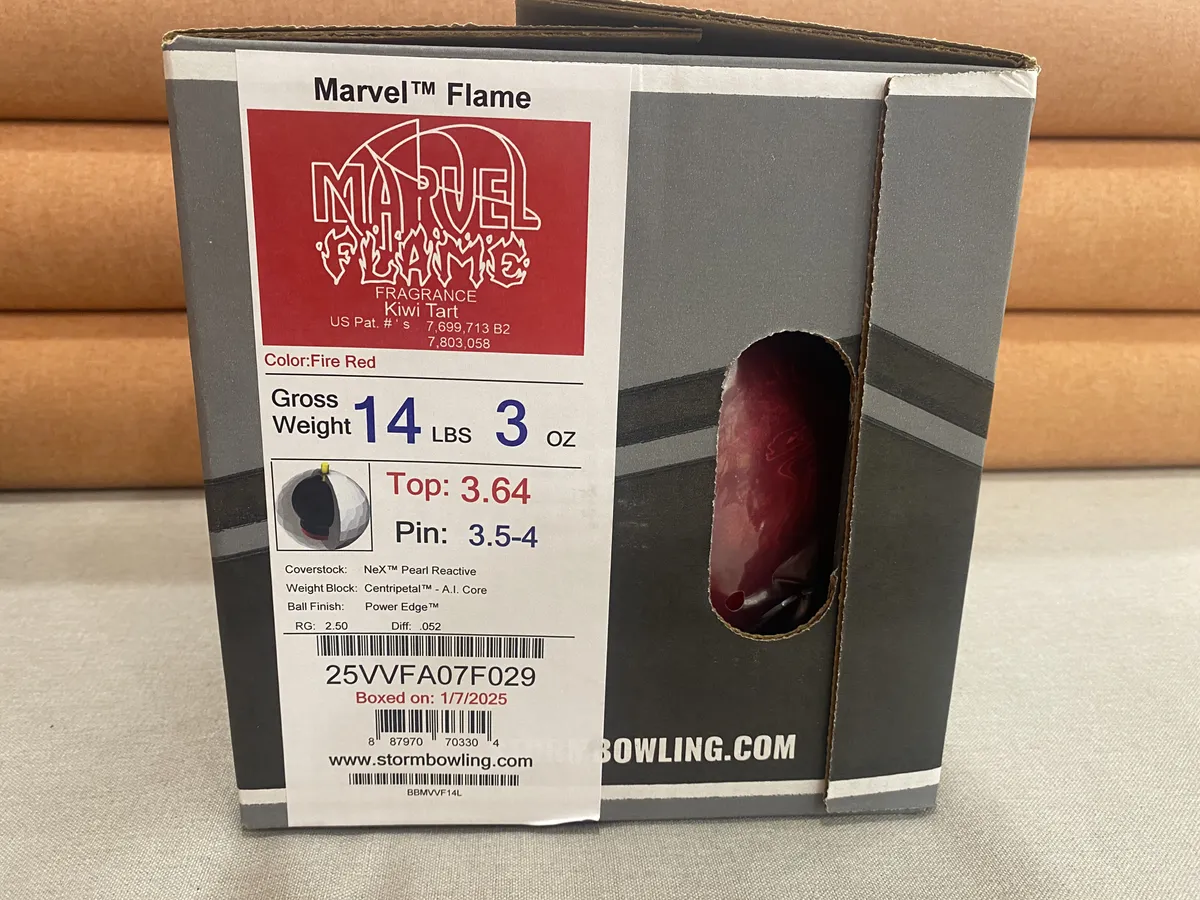 Marvel™ Flame
MARVEL
FLAME
FRAGRANCE
Kiwi Tart
US Pat. # ' s 7,699,713 B2
7,803,058
Color:Fire Red
Gross
Weight 14 LBS 3 OZ
Top: 3.64
Pin: 3.5-4
Coverstock: NeX™ Pearl Reactive
Weight Block: Centripetal™ - A.I. Core
Ball Finish: Power Edge™
RG: 2.50 Diff: .052
25VVFA07F029
Boxed on: 1/7/2025
8 87970 70330 4
www.stormbowling.com
BBMVVF14L
STORMBOWLING.COM